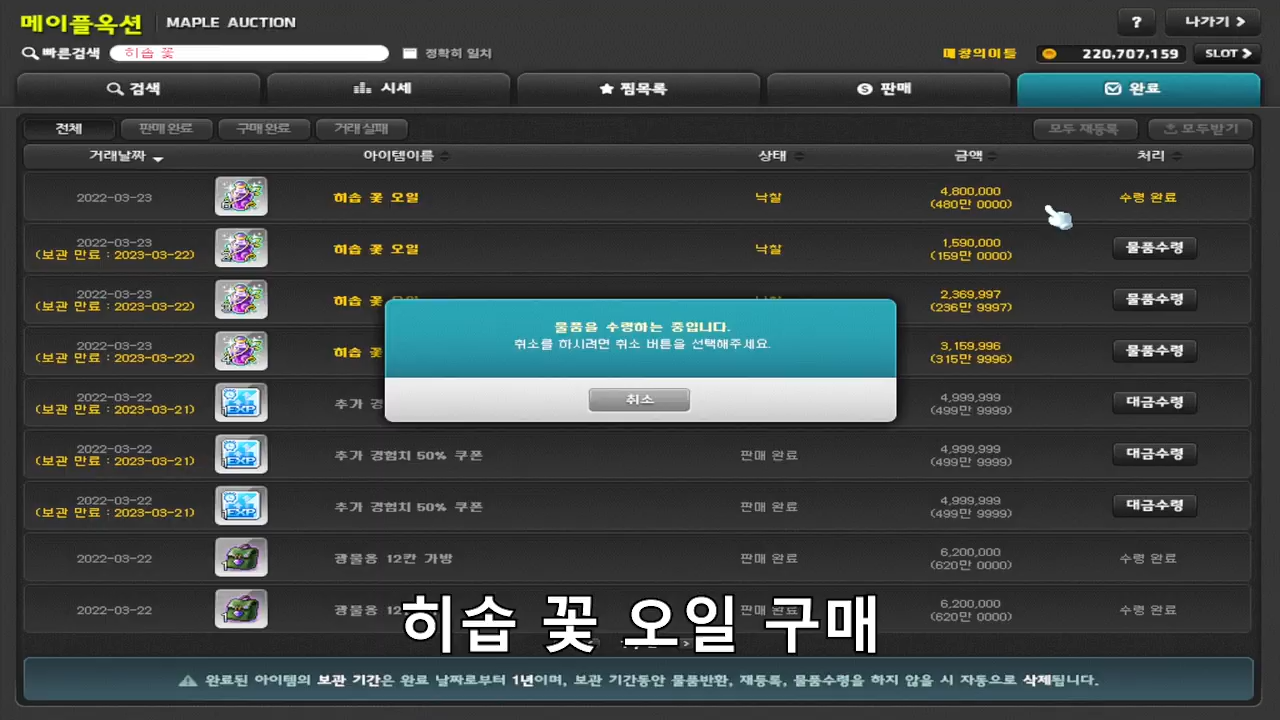 메이플옥션 MAPLE AUCTION ? 나가기
빠른검색 히솝 꽃 정확히 일치 220,707,159 SLOT
검색 시세 찜목록 판매 완료
전체 판매 완료 구매 완료 거래 실패 모두 재등록 모두받기
거래날짜 아이템이름 상태 금액 처리
2022-03-23 히솝 꽃 오일 낙찰 4,800,000 (480만 0000) 수령 완료
2022-03-23 (보관 만료 : 2023-03-22) 히솝 꽃 오일 낙찰 1,590,000 (159만 0000) 물품수령
2022-03-23 (보관 만료 : 2023-03-22) 히솝 꽃 2,369,997 (236만 9997) 물품수령
물품을 수령하는 중입니다.
취소를 하시려면 취소 버튼을 선택해주세요.
2022-03-23 (보관 만료 : 2023-03-22) 히솝 꽃 3,159,996 (315만 9996) 물품수령
취소
2022-03-22 (보관 만료 : 2023-03-21) EXP 추가 4,999,999 (499만 9999) 대금수령
2022-03-22 (보관 만료 : 2023-03-21) EXP 추가 경험치 50% 쿠폰 판매 완료 4,999,999 (499만 9999) 대금수령
2022-03-22 (보관 만료 : 2023-03-21) EXP 추가 경험치 50% 쿠폰 판매 완료 4,999,999 (499만 9999) 대금수령
2022-03-22 1 광물용 12칸 가방 판매 완료 6,200,000 (620만 0000) 수령 완료
2022-03-22 1 광물용 판매 완료 6,200,000 (620만 0000) 수령 완료
히솝 꽃 오일 구매
완료된 아이템의 보관 기간은 완료 날짜로부터 1년이며, 보관 기간동안 물품반환, 재등록, 물품수령을 하지 않을 시 자동으로 삭제됩니다.